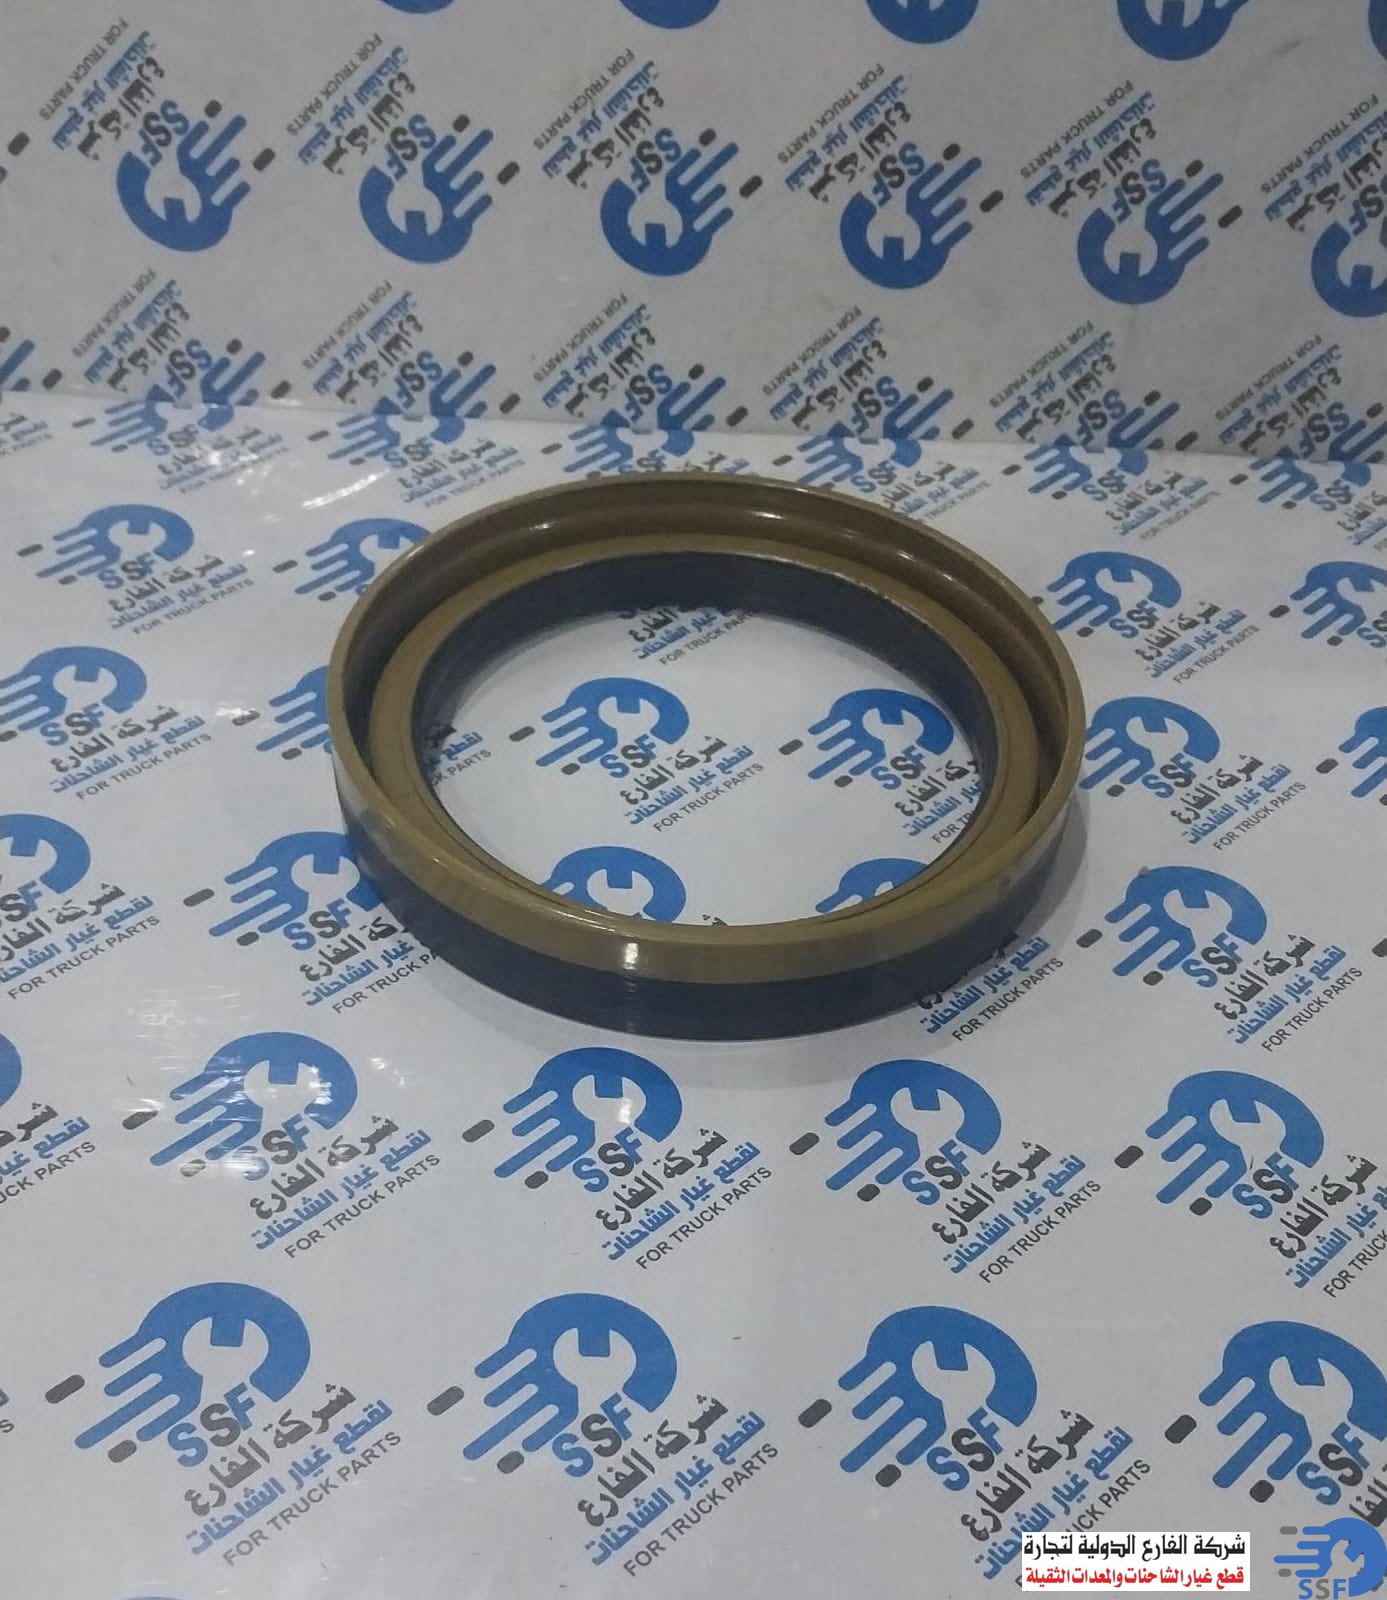 SSF
شركة الفارع
لقطع غيار الشاحنات
FOR TRUCK PARTS
شركة الفارع الدولية لتجارة
قطع غيار الشاحنات والمعدات الثقيلة
SSF